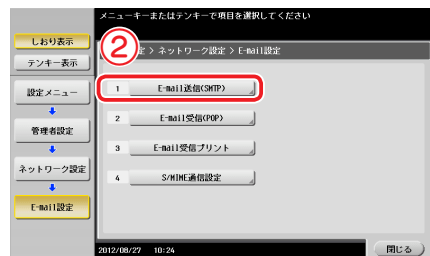 メニューキーまたはテンキーで項目を選択してください
しおり表示
テンキー表示
設定メニュー
管理者設定
ネットワーク設定
E-mail設定
②
> ネットワーク設定 > E-mail設定
1 E-mail送信(SMTP)
2 E-mail受信(POP)
3 E-mail受信プリント
4 S/MIME通信設定
2012/08/27 10:24
閉じる